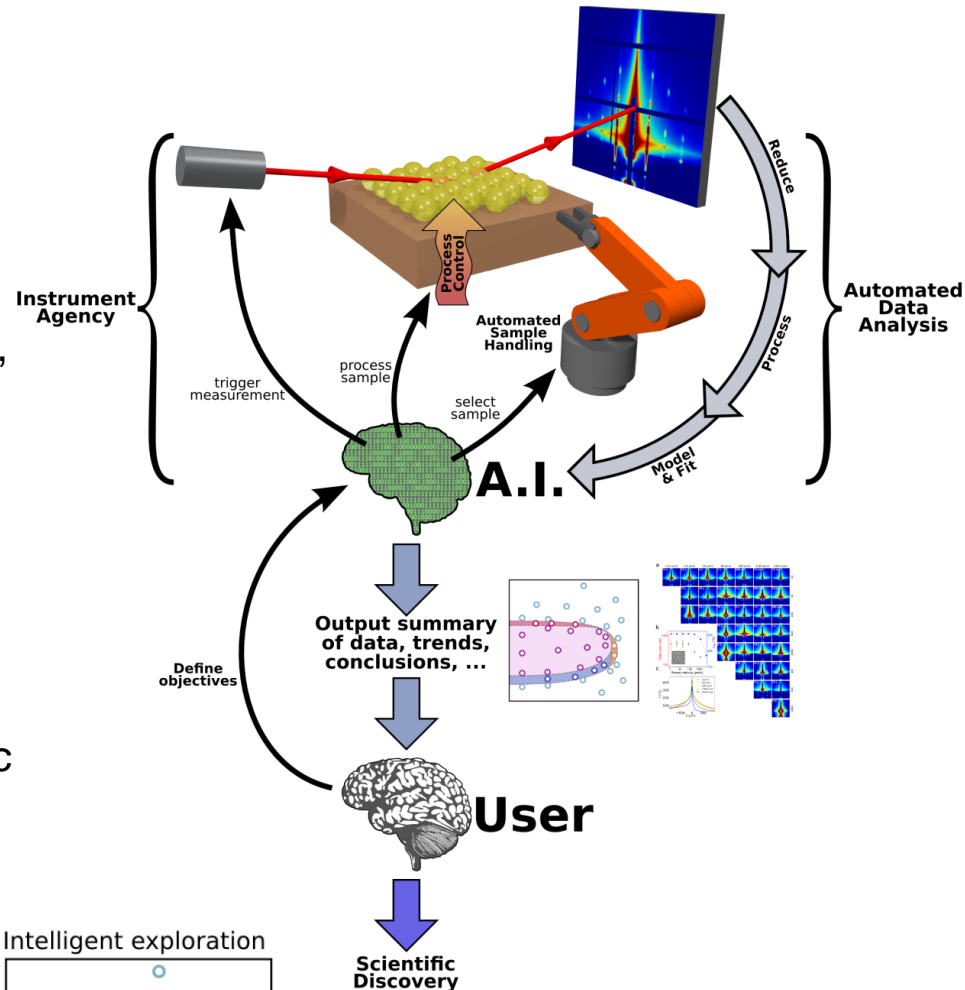 Reduce
Process
Model
& Fit
Automated
Data
Analysis
Instrument
Agency
Process
Control
Automated
Sample
Handling
,
trigger
measurement
process
sample
select
sample
A.I.
Output summary
of data, trends,
conclusions, ...
Define
objectives
a
b
c
c
User
Intelligent exploration
Scientific
Discovery